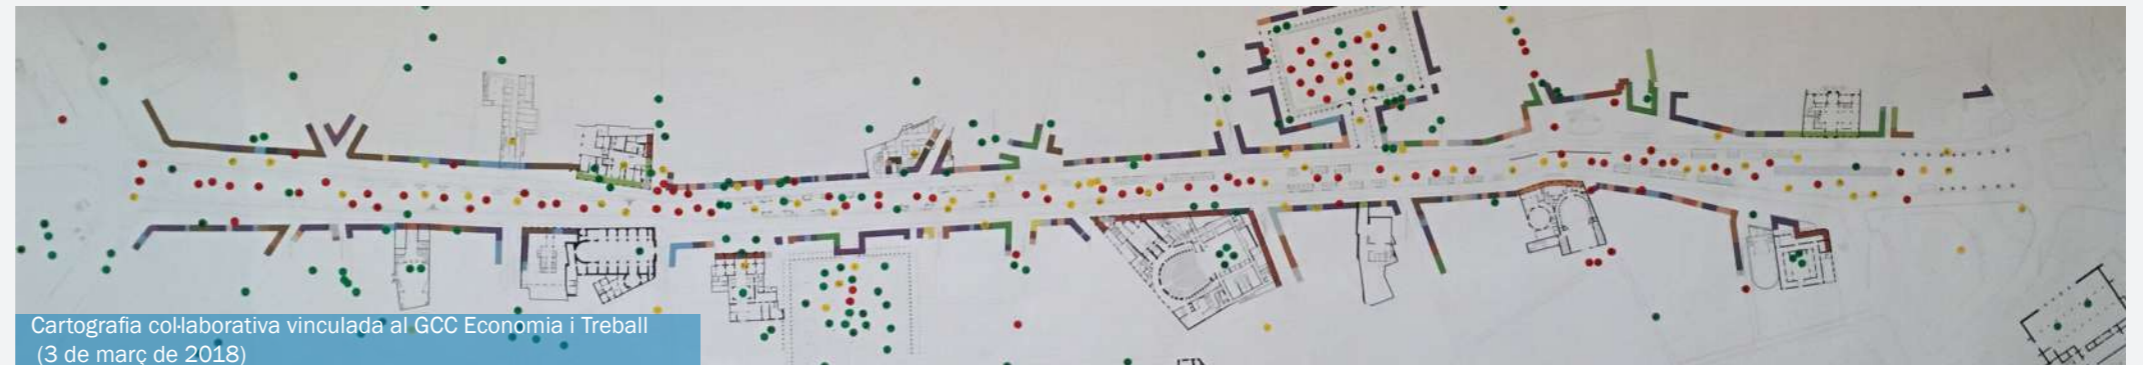 Cartografia col·laborativa vinculada al GCC Economia i Treball
(3 de març de 2018)